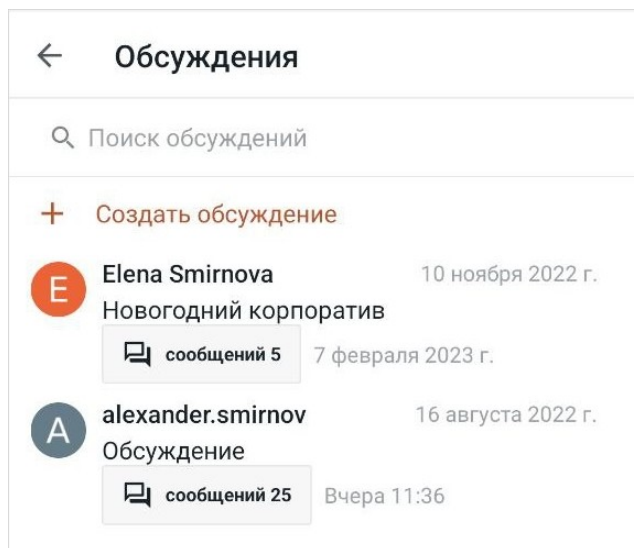 Обсуждения
Поиск обсуждений
Создать обсуждение
E
Elena Smirnova 10 ноября 2022 г.
Новогодний корпоратив
сообщений 5 7 февраля 2023 г.
A
alexander.smirnov 16 августа 2022 г.
Обсуждение
сообщений 25 Вчера 11:36